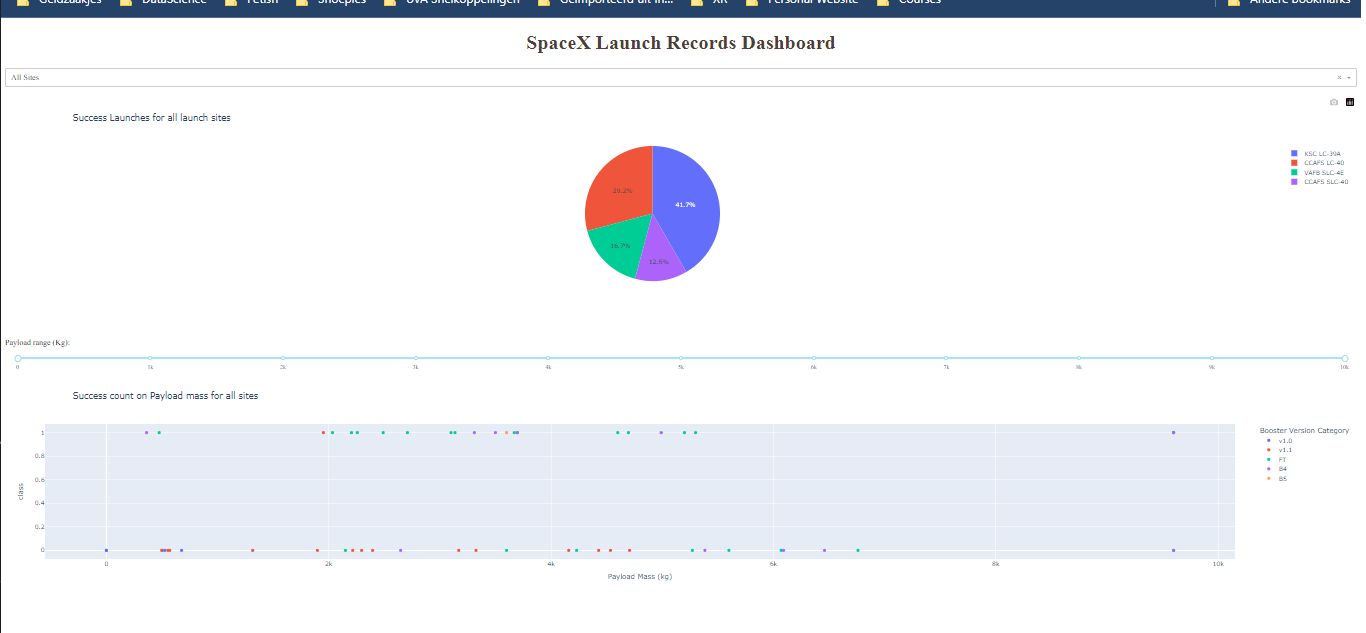 Geldzaakjes DataScience Fetish Snoepies UvA Snelkoppelingen Geïmporteerd uit In... XR Personal Website Courses Andere bookmarks
SpaceX Launch Records Dashboard
All Sites × 
Success Launches for all launch sites
KSC LC-39A
CCAFS LC-40
VAFB SLC-4E
CCAFS SLC-40
29.2%
41.7%
16.7%
12.5%
Payload range (Kg):
0 1k 2k 3k 4k 5k 6k 7k 8k 9k 10k
Success count on Payload mass for all sites
Booster Version Category
v1.0
v1.1
FT
B4
B5
1
0.8
0.6
0.4
0.2
0
class
0 2k 4k 6k 8k 10k
Payload Mass (kg)